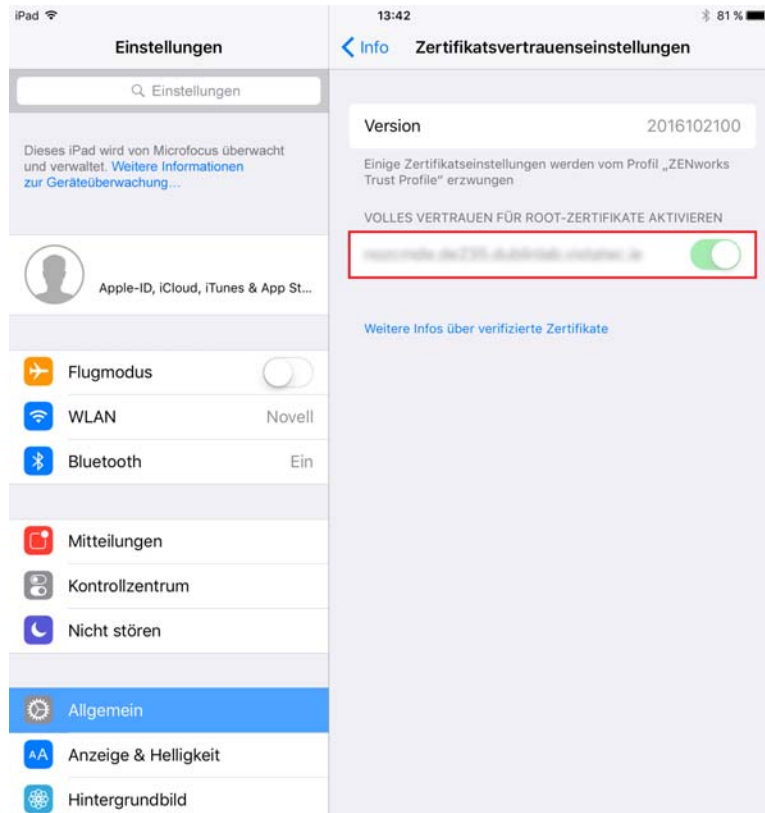 iPad
13:42
81 %
Einstellungen
Info
Zertifikatsvertrauenseinstellungen
Einstellungen
Dieses iPad wird von Microfocus überwacht
und verwaltet. Weitere Informationen
zur Geräteüberwachung…
Apple-ID, iCloud, iTunes & App St...
Flugmodus
WLAN
Novell
Bluetooth
Ein
Mitteilungen
Kontrollzentrum
Nicht stören
Allgemein
AA
Anzeige & Helligkeit
Hintergrundbild
Version
2016102100
Einige Zertifikatseinstellungen werden vom Profil „ZENworks
Trust Profile“ erzwungen
VOLLES VERTRAUEN FÜR ROOT-ZERTIFIKATE AKTIVIEREN
Weitere Infos über verifizierte Zertifikate